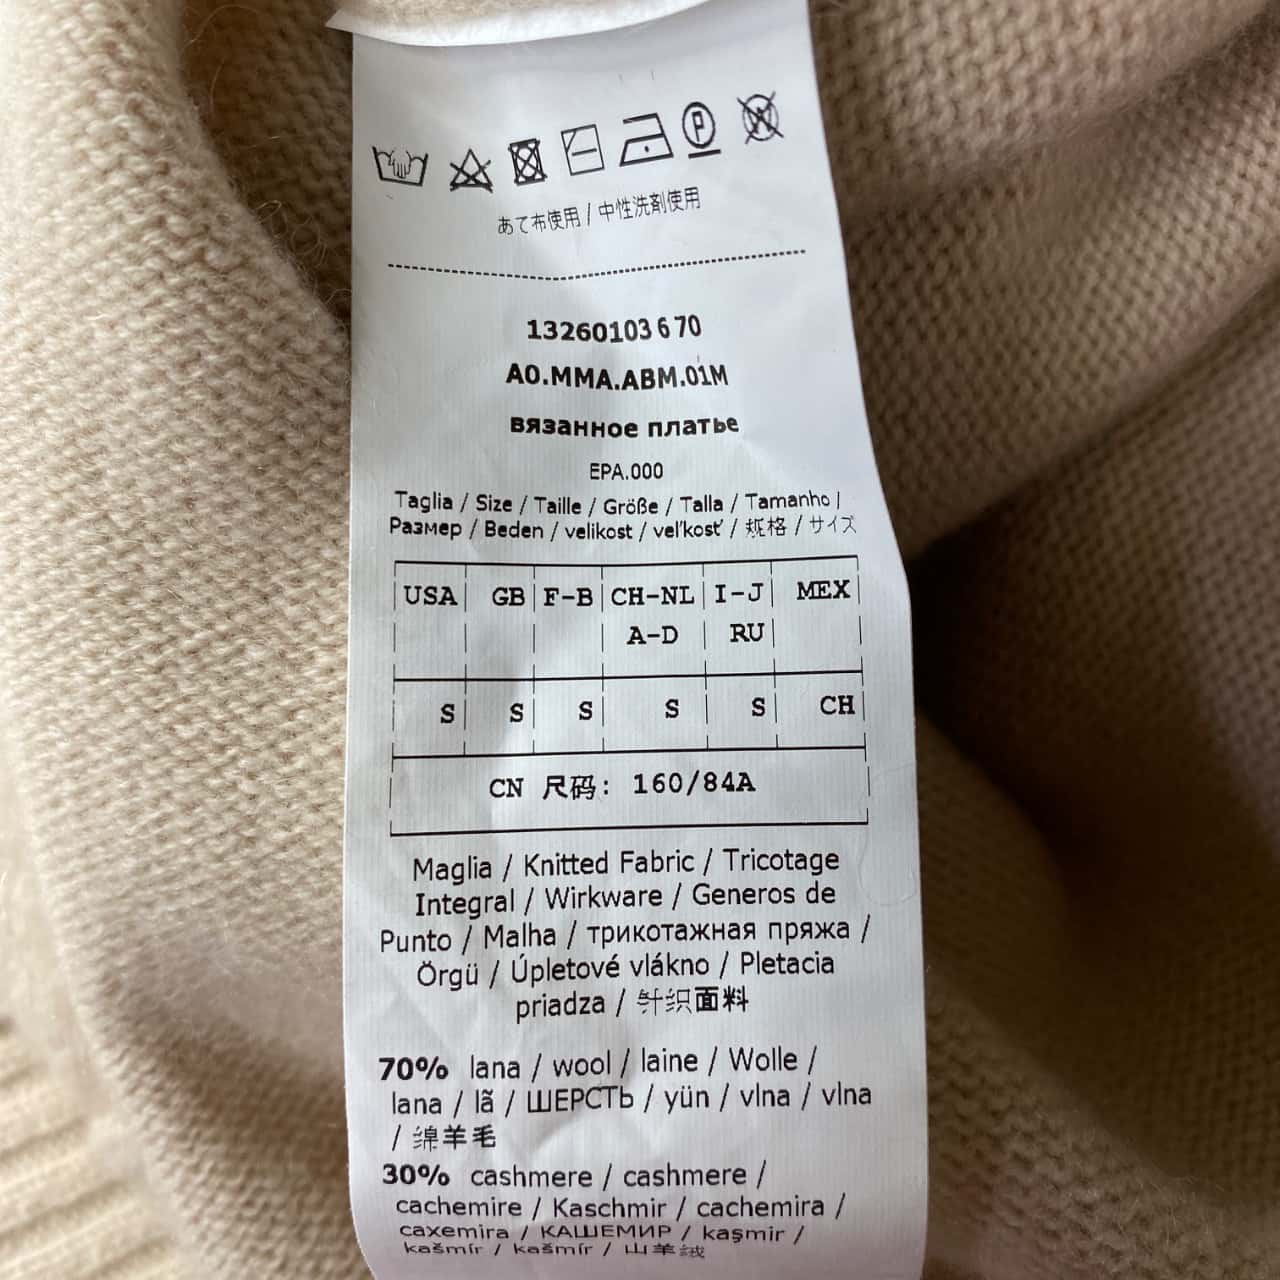 P
W
あて布使用 / 中性洗剤使用
13260103670
A0.MMA.ABM.01M
вязанное платье
EPA.000
Taglia / Size / Taille / Größe / Talla / Tamanho /
Размер / Beden / velikost / veľkosť / 规格 / サイズ
USA GB F-B CH-NL I-J MEX
A-D RU
S S S S S CH
CN 尺码: 160/84A
Maglia / Knitted Fabric / Tricotage
Integral / Wirkware / Generos de
Punto / Malha / трикотажная пряжа /
Örgü / Úpletové vlákno / Pletacia
priadza / 针织面料
70% lana / wool / laine / Wolle /
lana / lã / ШЕРСТЬ / yün / vlna / vlna
/ 绵羊毛
30% cashmere / cashmere /
cachemire / Kaschmir / cachemira /
caxemira / КАШЕМИР / kaşmir /
kašmír / kašmír / 山羊绒